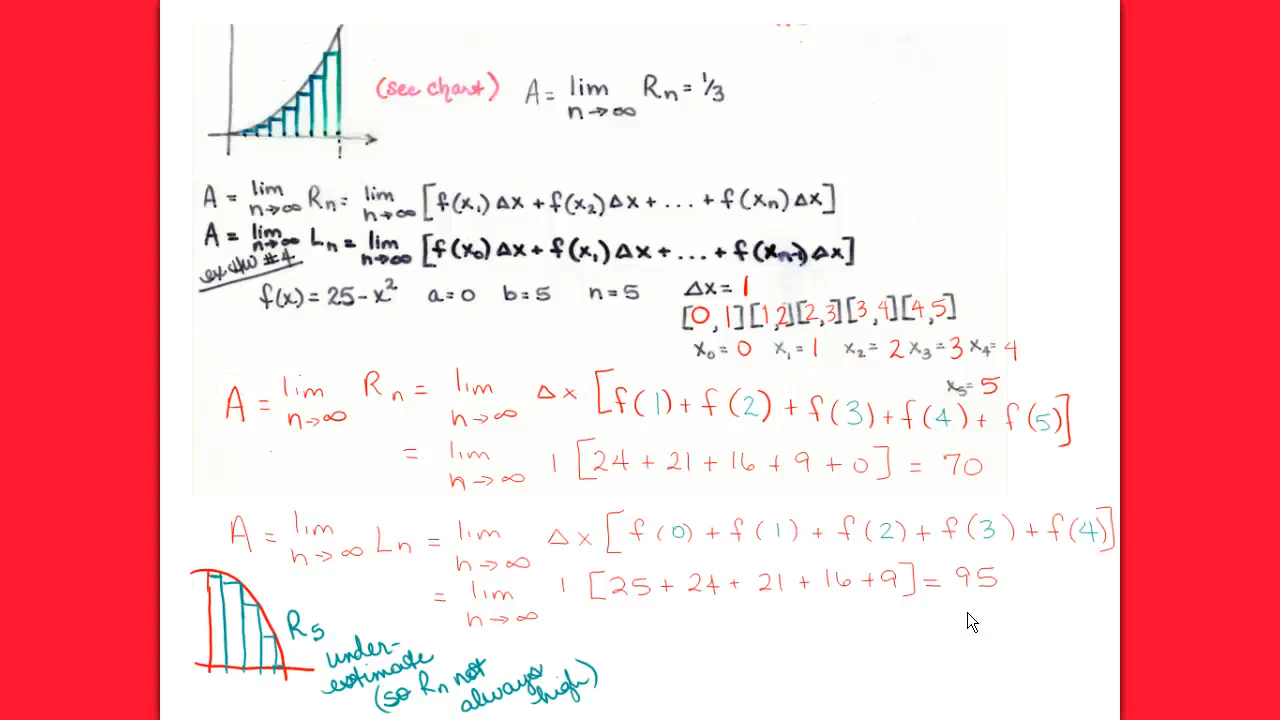 (see chart) A = lim n→∞ Rn = 1/3
1
A = lim n→∞ Rn = lim n→∞ [f(x₁)Δx + f(x₂)Δx + ... + f(xn)Δx]
A = lim n→∞ Ln = lim n→∞ [f(x₀)Δx + f(x₁)Δx + ... + f(xn-1)Δx]
ex HW #4
f(x) = 25 - x² a = 0 b = 5 n = 5 Δx = 1
[0, 1] [1, 2] [2, 3] [3, 4] [4, 5]
x₀ = 0 x₁ = 1 x₂ = 2 x₃ = 3 x₄ = 4
x₅ = 5
A = lim n→∞ Rn = lim n→∞ Δx [f(1) + f(2) + f(3) + f(4) + f(5)]
= lim n→∞ 1 [24 + 21 + 16 + 9 + 0] = 70
A = lim n→∞ Ln = lim n→∞ Δx [f(0) + f(1) + f(2) + f(3) + f(4)]
= lim n→∞ 1 [25 + 24 + 21 + 16 + 9] = 95
R₅
under-
estimate
(so Rn not
always
high)